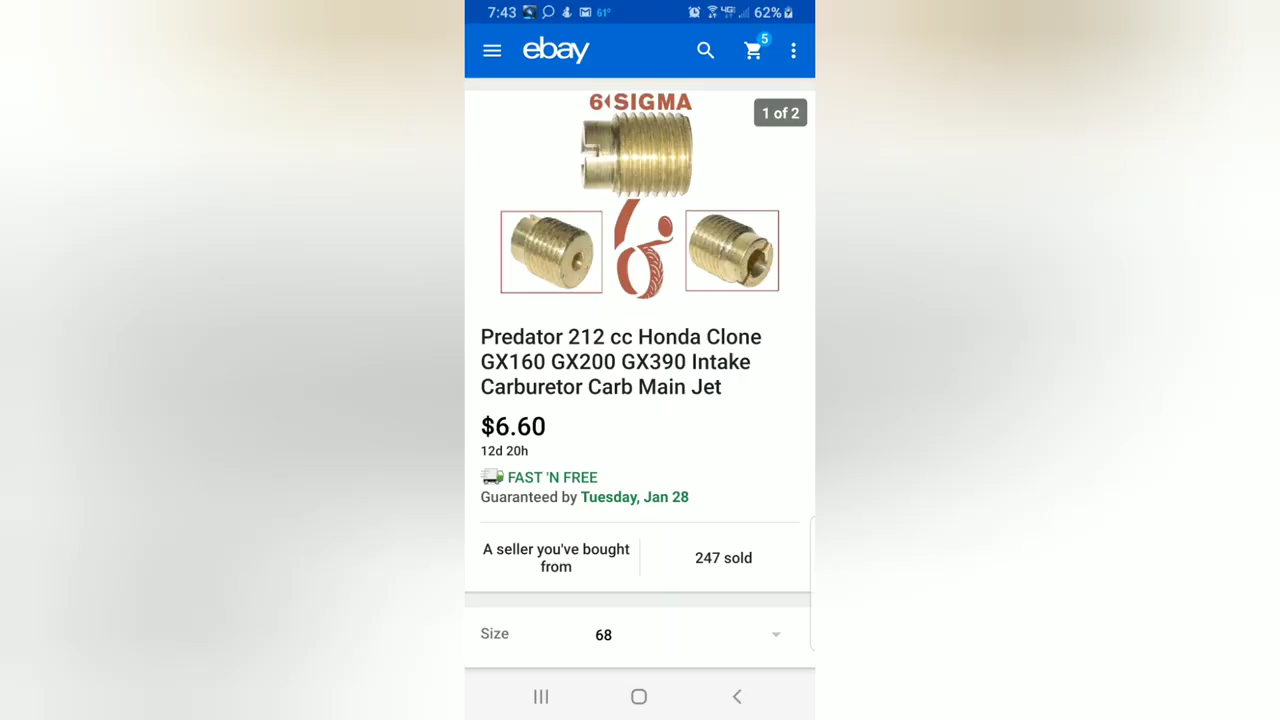 7:43 61° 4G 62%
ebay 5
6 SIGMA
1 of 2
Predator 212 cc Honda Clone
GX160 GX200 GX390 Intake
Carburetor Carb Main Jet
$6.60
12d 20h
FAST 'N FREE
Guaranteed by Tuesday, Jan 28
A seller you've bought
from
247 sold
Size 68